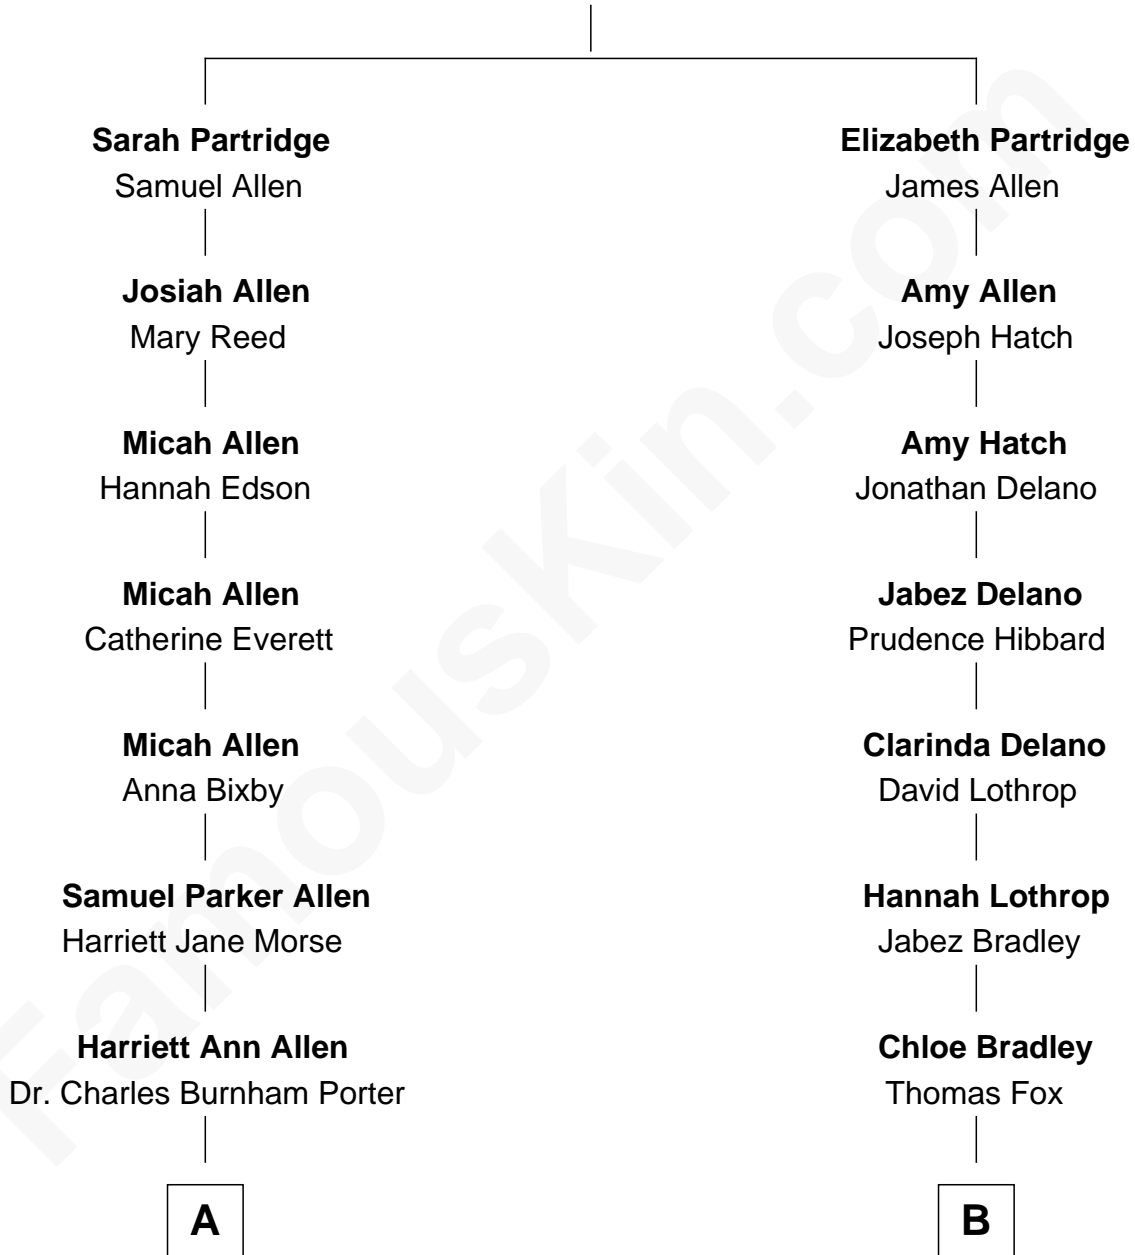 Sarah Partridge
Samuel Allen
Josiah Allen
Mary Reed
Micah Allen
Hannah Edson
Micah Allen
Catherine Everett
Micah Allen
Anna Bixby
Samuel Parker Allen
Harriett Jane Morse
Harriett Ann Allen
Dr. Charles Burnham Porter
A
Elizabeth Partridge
James Allen
Amy Allen
Joseph Hatch
Amy Hatch
Jonathan Delano
Jabez Delano
Prudence Hibbard
Clarinda Delano
David Lothrop
Hannah Lothrop
Jabez Bradley
Chloe Bradley
Thomas Fox
B
FamousKin.com